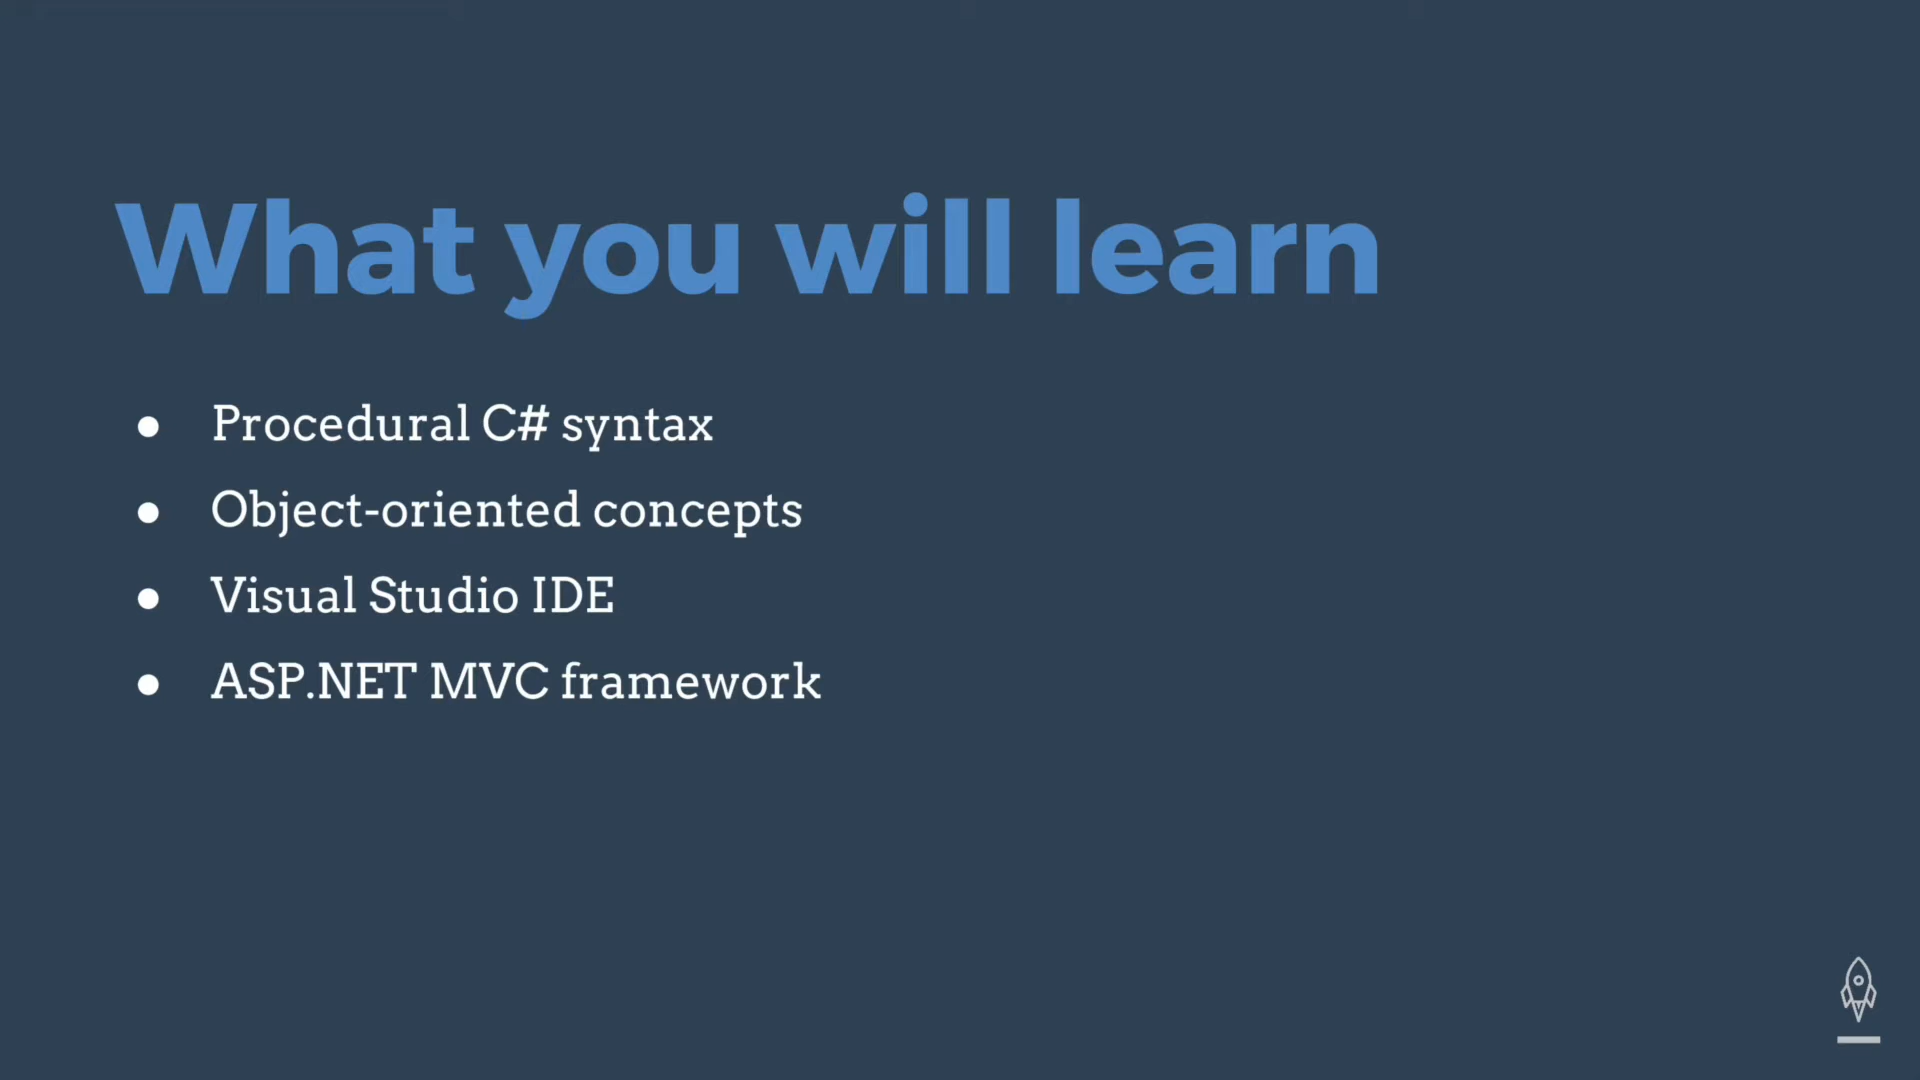 What you will learn
● Procedural C# syntax
● Object-oriented concepts
● Visual Studio IDE
● ASP.NET MVC framework